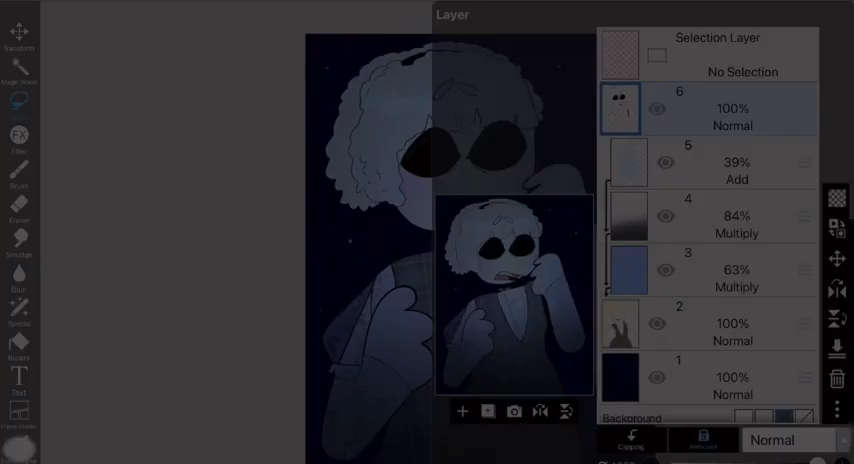 Layer
Transform
Magic Wand
Filter
FX
Brush
Eraser
Smudge
Blur
Special
Bucket
T
Text
Frame Divider
Selection Layer
No Selection
6
100%
Normal
5
39%
Add
4
84%
Multiply
3
63%
Multiply
2
100%
Normal
1
100%
Normal
Background
Clipping
Normal